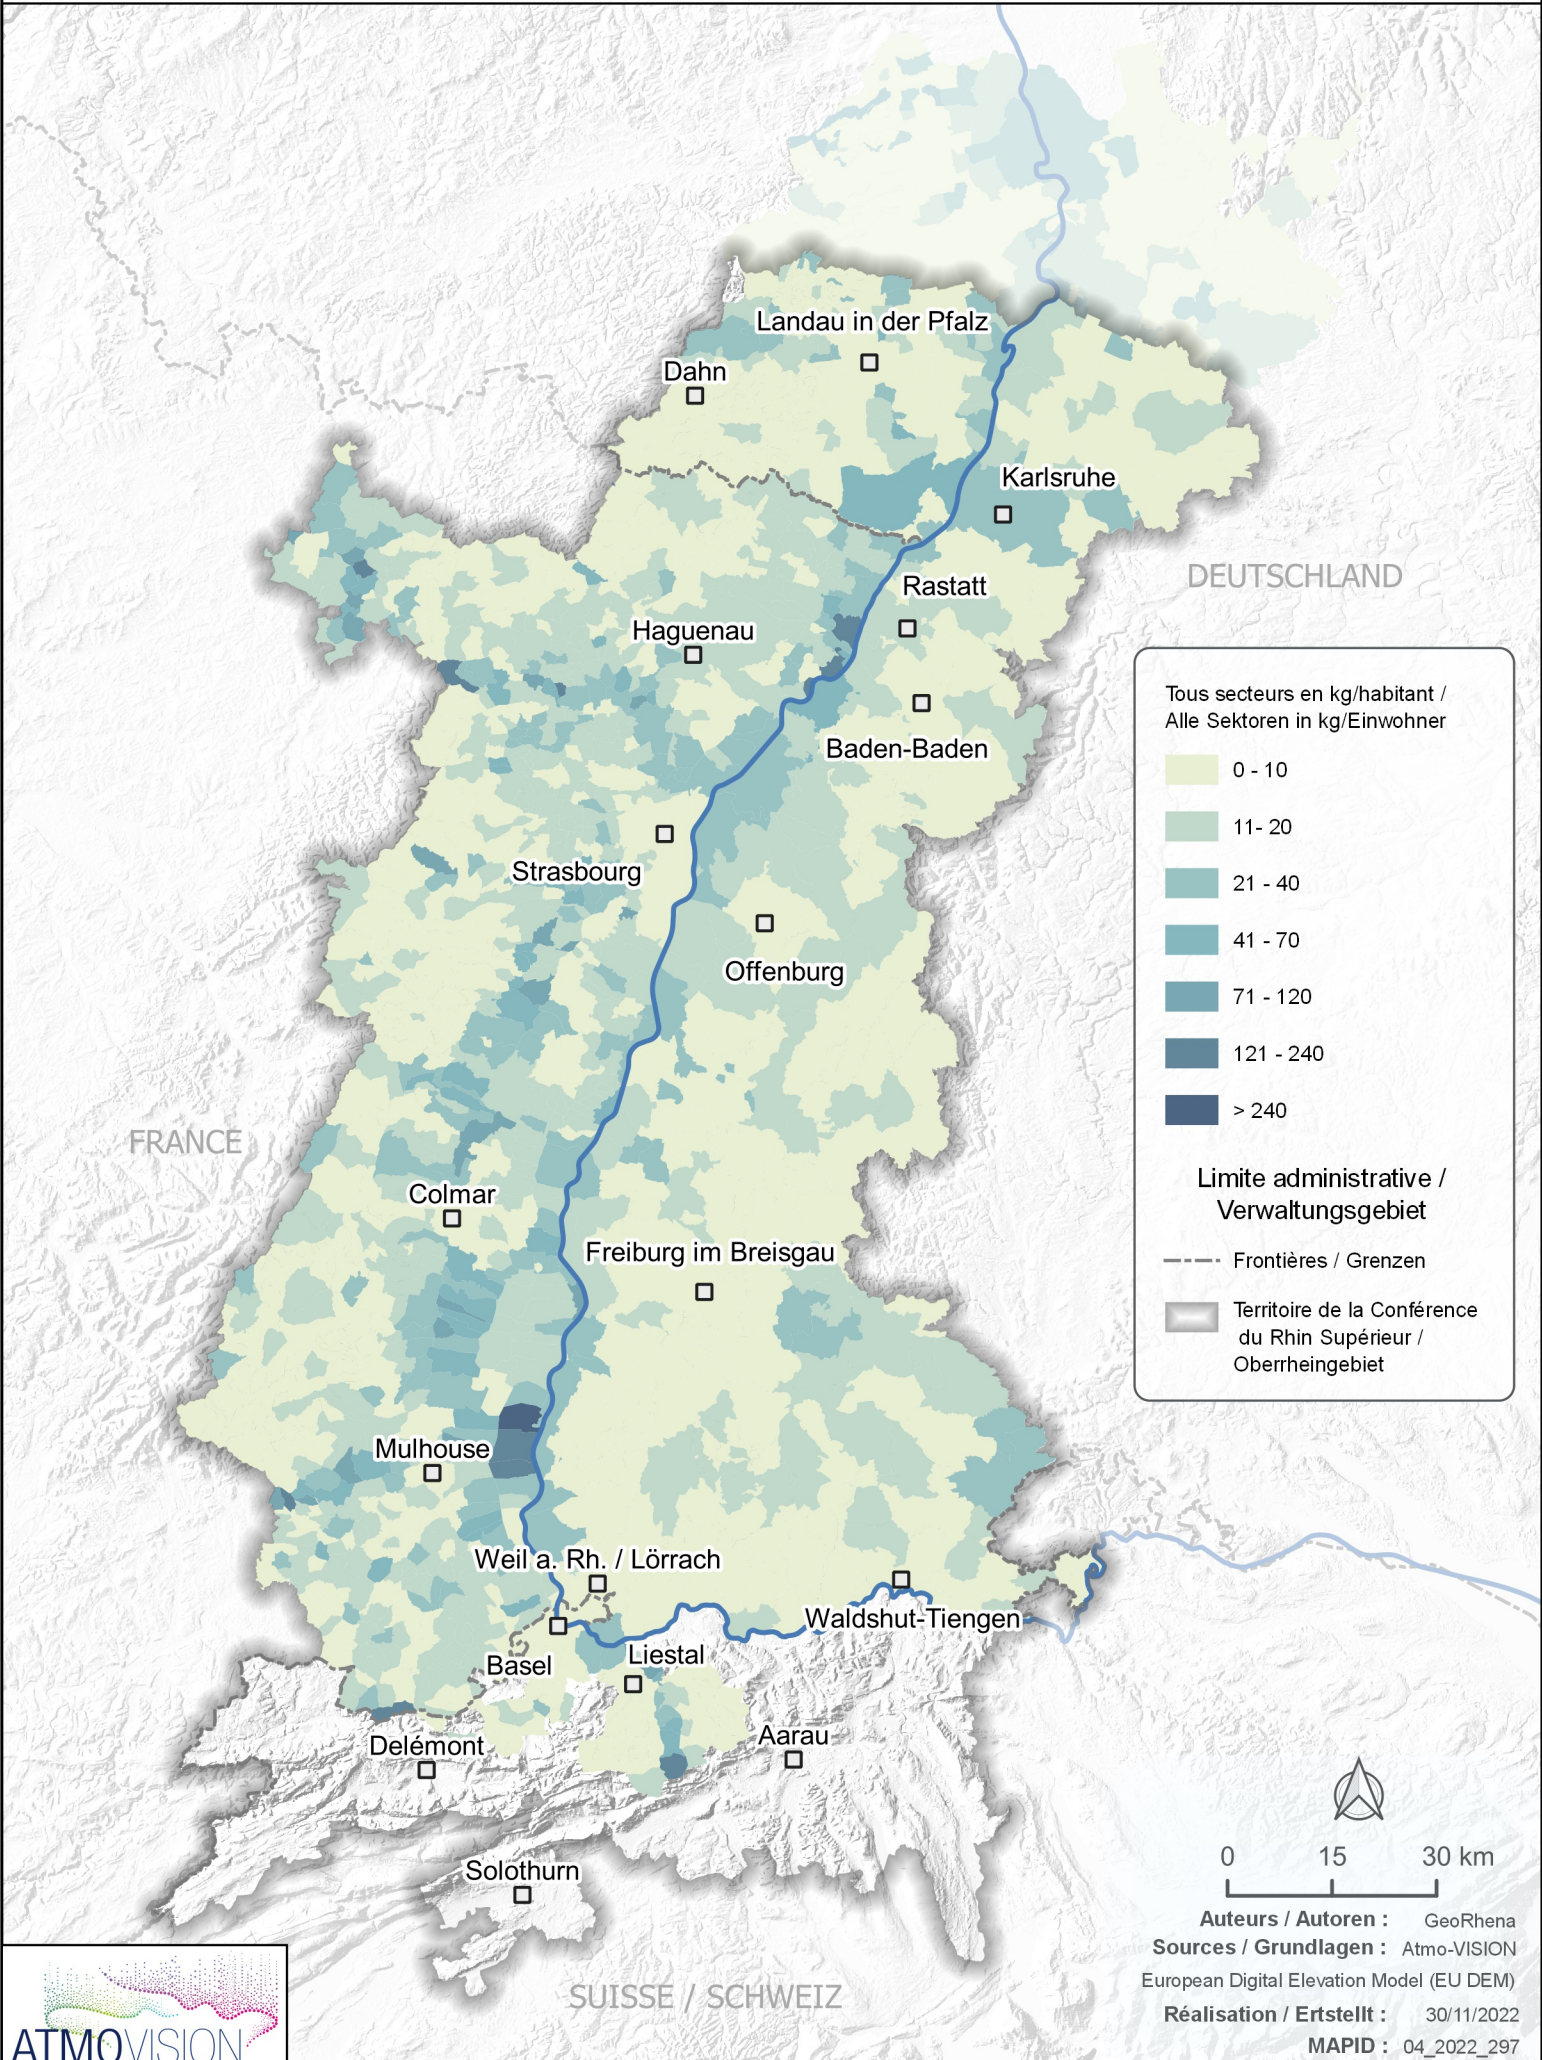 Landau in der Pfalz
Dahn
Karlsruhe
DEUTSCHLAND
Rastatt
Haguenau
Baden-Baden
Strasbourg
Offenburg
FRANCE
Colmar
Freiburg im Breisgau
Mulhouse
Weil a. Rh. / Lörrach
Waldshut-Tiengen
Basel
Liestal
Aarau
Delémont
Solothurn
SUISSE / SCHWEIZ
Tous secteurs en kg/habitant /
Alle Sektoren in kg/Einwohner
0 - 10
11- 20
21 - 40
41 - 70
71 - 120
121 - 240
> 240
Limite administrative /
Verwaltungsgebiet
Frontières / Grenzen
Territoire de la Conférence
du Rhin Supérieur /
Oberrheingebiet
0 15 30 km
Auteurs / Autoren : GeoRhena
Sources / Grundlagen : Atmo-VISION
European Digital Elevation Model (EU DEM)
Réalisation / Ertstellt : 30/11/2022
MAPID : 04_2022_297
ATMOVISION